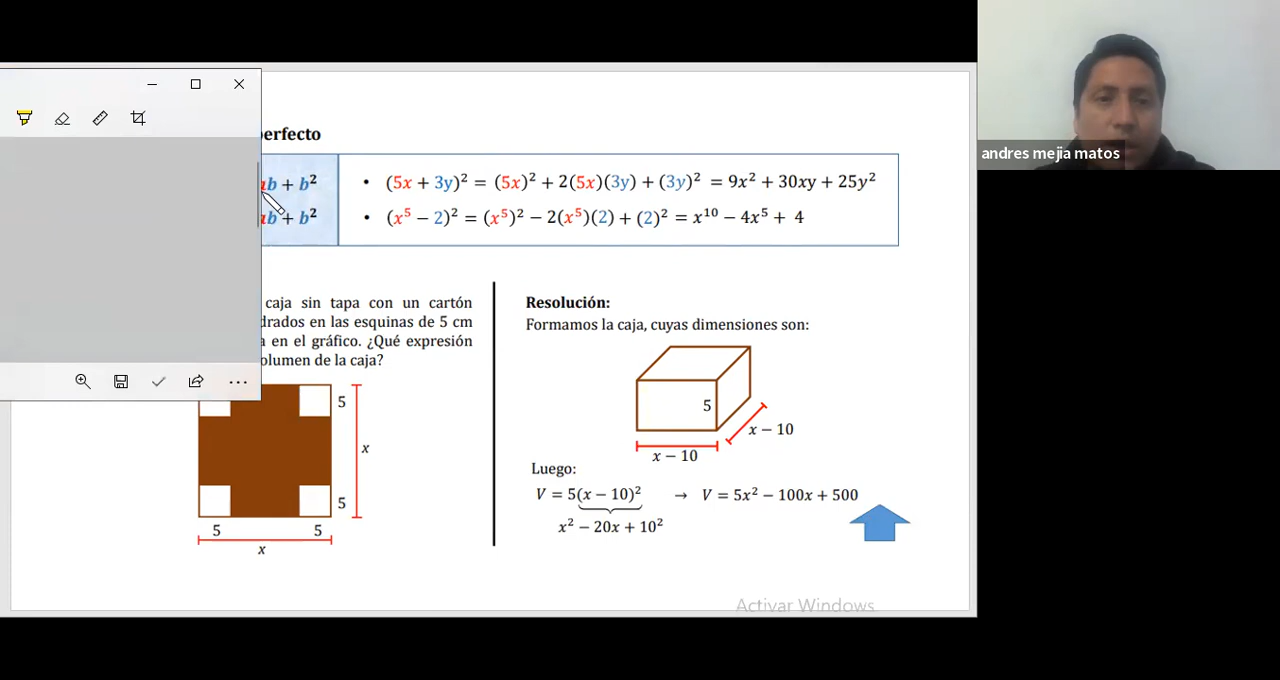 erfecto
ab + b²
ab + b²
• (5x + 3y)² = (5x)² + 2(5x)(3y) + (3y)² = 9x² + 30xy + 25y²
• (x⁵ − 2)² = (x⁵)² − 2(x⁵)(2) + (2)² = x¹⁰ − 4x⁵ + 4
caja sin tapa con un cartón
drados en las esquinas de 5 cm
a en el gráfico. ¿Qué expresión
olumen de la caja?
5
x
5
5 5
x
Resolución:
Formamos la caja, cuyas dimensiones son:
5
x − 10
x − 10
Luego:
V = 5(x − 10)² → V = 5x² − 100x + 500
x² − 20x + 10²
Activar Windows
andres mejia matos